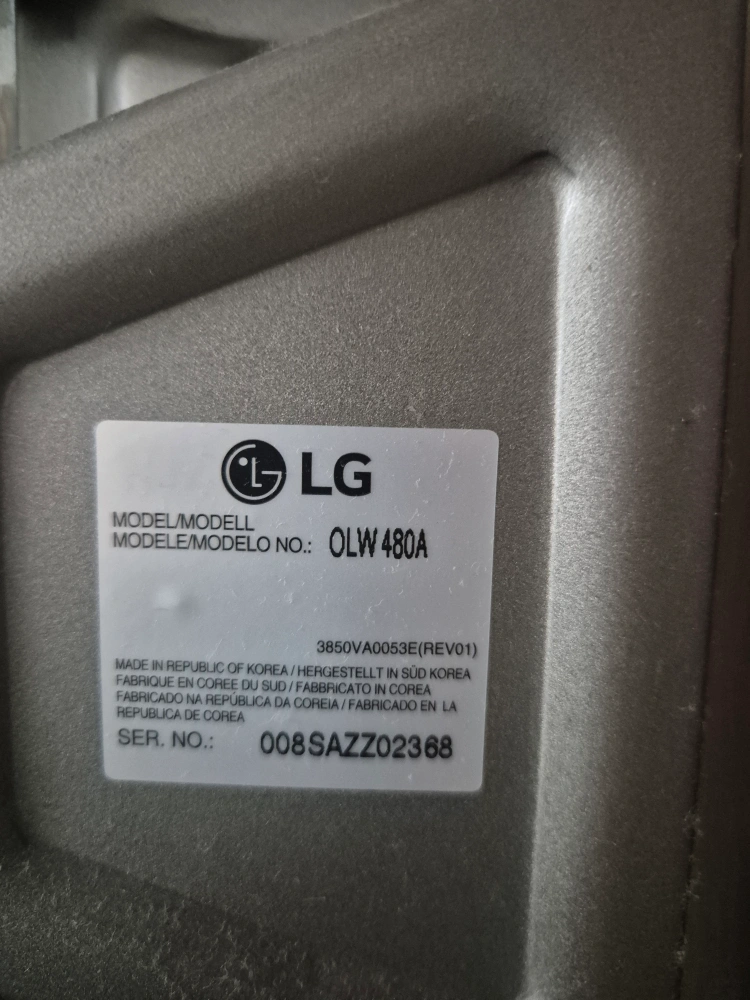 LG
MODEL/MODELL
MODELE/MODELO NO.: OLW480A
3850VA0053E(REV01)
MADE IN REPUBLIC OF KOREA / HERGESTELLT IN SÜD KOREA
FABRIQUE EN COREE DU SUD / FABBRICATO IN COREA
FABRICADO NA REPÚBLICA DA COREIA / FABRICADO EN LA
REPUBLICA DE COREA
SER. NO.: 008SAZZ02368